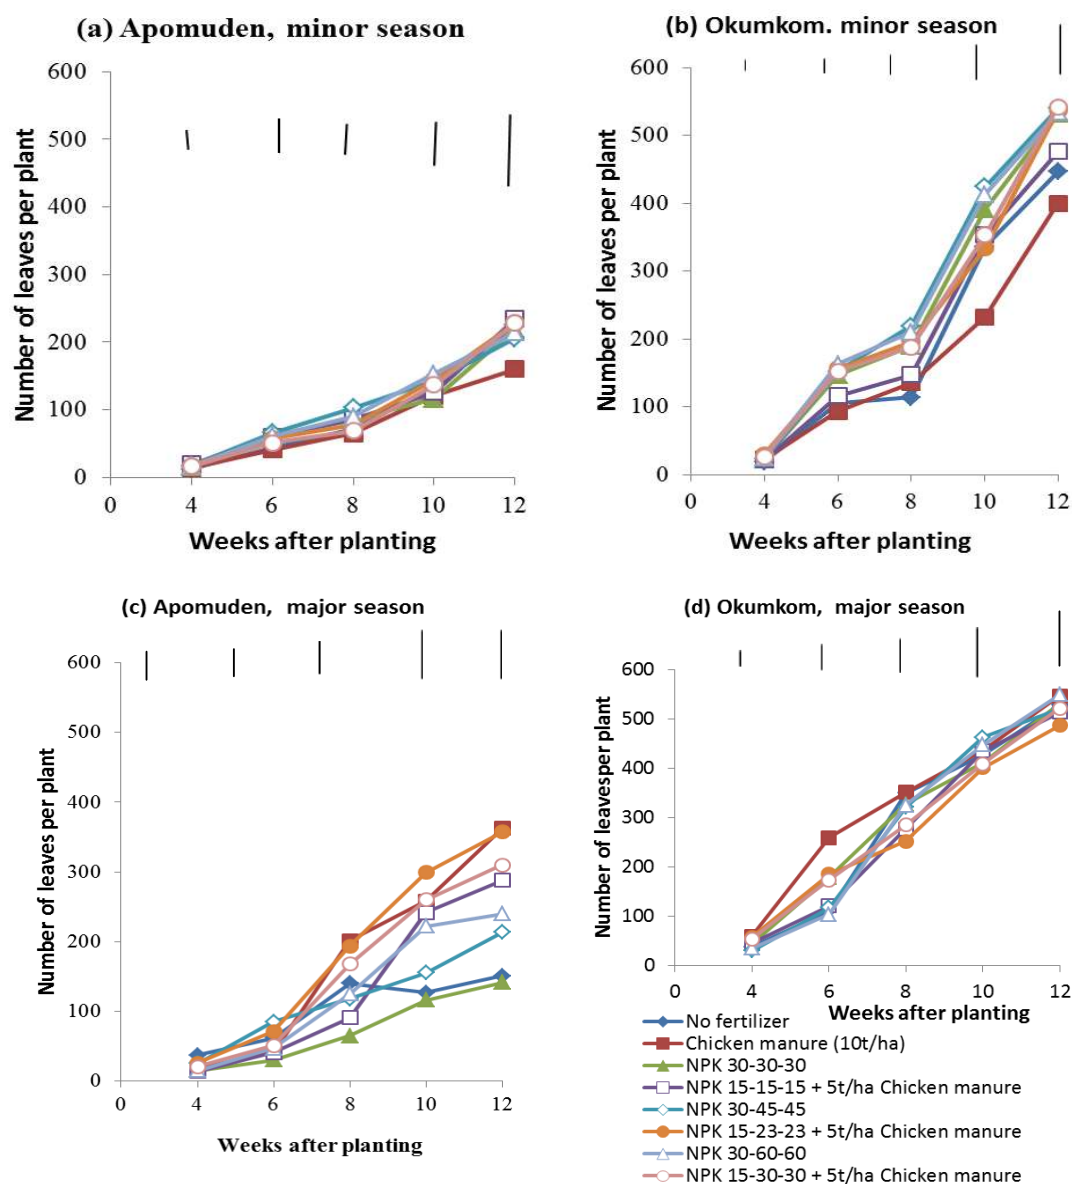 (a) Apomuden, minor season
600
500
400
300
200
100
0
0 4 6 8 10 12
Number of leaves per plant
Weeks after planting
(b) Okumkom. minor season
600
500
400
300
200
100
0
0 4 6 8 10 12
Number of leaves per plant
Weeks after planting
(c) Apomuden, major season
600
500
400
300
200
100
0
0 4 6 8 10 12
Number of leaves per plant
Weeks after planting
(d) Okumkom, major season
600
500
400
300
200
100
0
0 4 6 8 10 12
Number of leavesper plant
Weeks after planting
No fertilizer
Chicken manure (10t/ha)
NPK 30-30-30
NPK 15-15-15 + 5t/ha Chicken manure
NPK 30-45-45
NPK 15-23-23 + 5t/ha Chicken manure
NPK 30-60-60
NPK 15-30-30 + 5t/ha Chicken manure